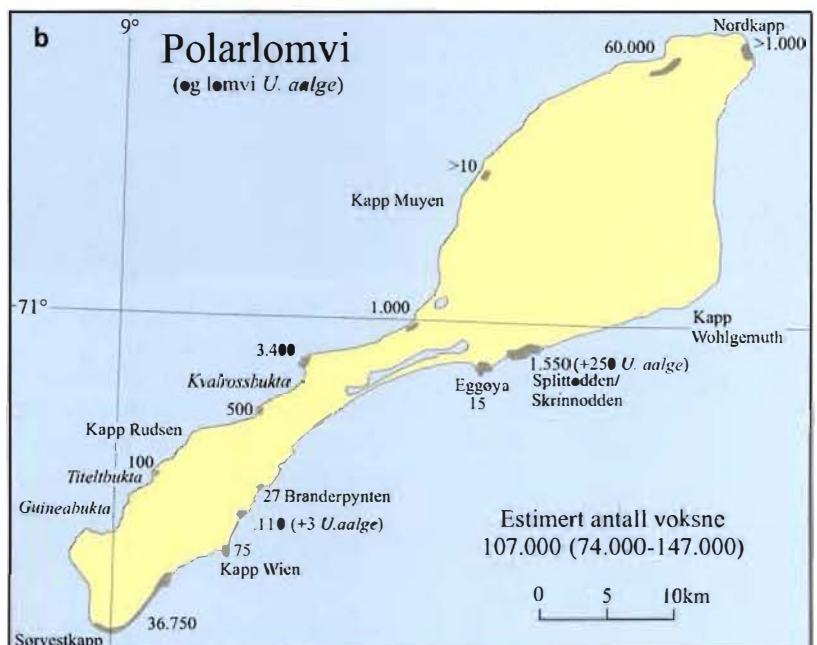 b
9°
Polarlomvi
(og lomvi U. aalge)
Nordkapp
60.000
>1.000
>10
Kapp Muyen
71°
1.000
Kapp
Wohlgemuth
3.400
Kvalrossbukta
1.550 (+250 U. aalge)
Splittodden/
Skrinnodden
Eggøya
15
500
Kapp Rudsen
100
Titeltbukta
Guineabukta
27 Branderpynten
110 (+3 U.aalge)
75
Kapp Wien
Estimert antall voksne
107.000 (74.000-147.000)
0 5 10km
36.750
Sørvestkapp